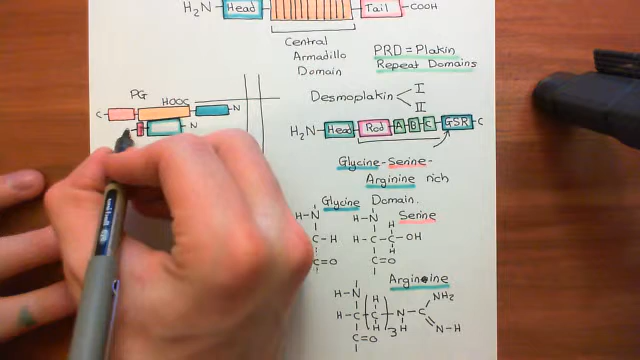 H₂N Head Tail COOH
Central
Armadillo
Domain
PRD = Plakin
Repeat Domains
PG
HOOC
C N
N
Desmoplakin I
II
H₂N Head Rod A B C GSR C
Glycine-Serine-
Arginine rich
Glycine Domain.
Serine
H-N H-N
H
C-H H-C-C-OH
H
C=O C=O
Arginine
H-N H NH₂
H-C C N C
H H N-H
3
C=O